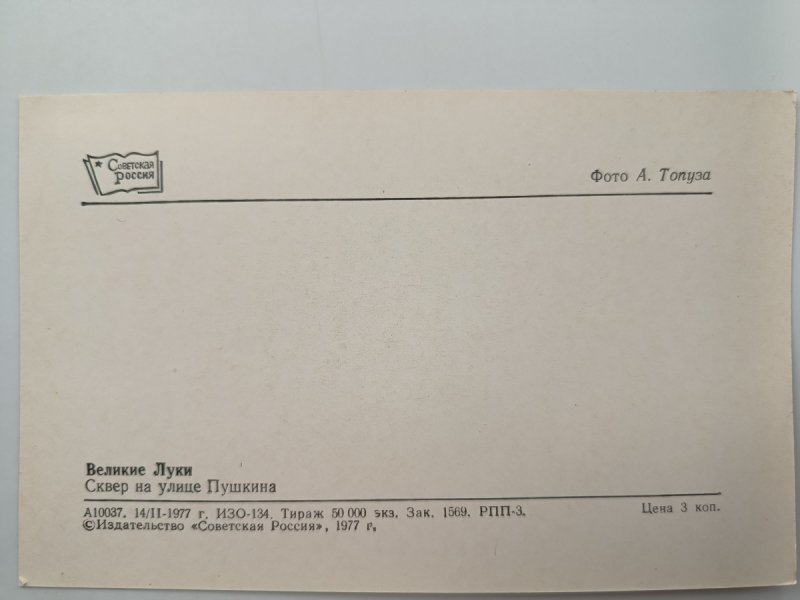 Советская
Россия
Фото А. Топуза
Великие Луки
Сквер на улице Пушкина
А10037. 14/II-1977 г. ИЗО-134. Тираж 50 000 экз. Зак. 1569. РПП-3.
Цена 3 коп.
©Издательство «Советская Россия», 1977 г.